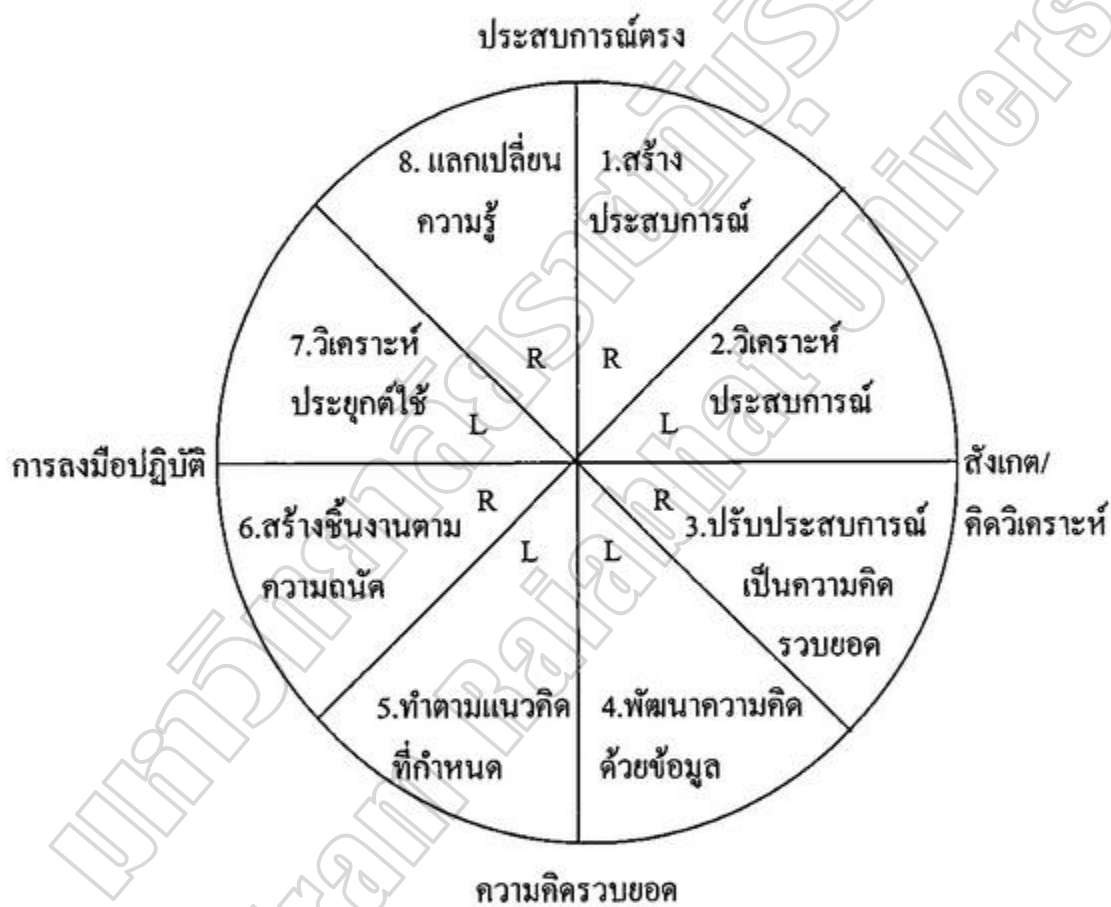 ประสบการณ์ตรง
8. แลกเปลี่ยน
ความรู้
1.สร้าง
ประสบการณ์
7.วิเคราะห์
ประยุกต์ใช้
R
R
2.วิเคราะห์
ประสบการณ์
L
L
การลงมือปฏิบัติ
สังเกต/
คิดวิเคราะห์
6.สร้างชิ้นงานตาม
ความถนัด
R
R
3.ปรับประสบการณ์
เป็นความคิด
รวบยอด
L
L
5.ทำตามแนวคิด
ที่กำหนด
4.พัฒนาความคิด
ด้วยข้อมูล
ความคิดรวบยอด
Rajabhat Univers